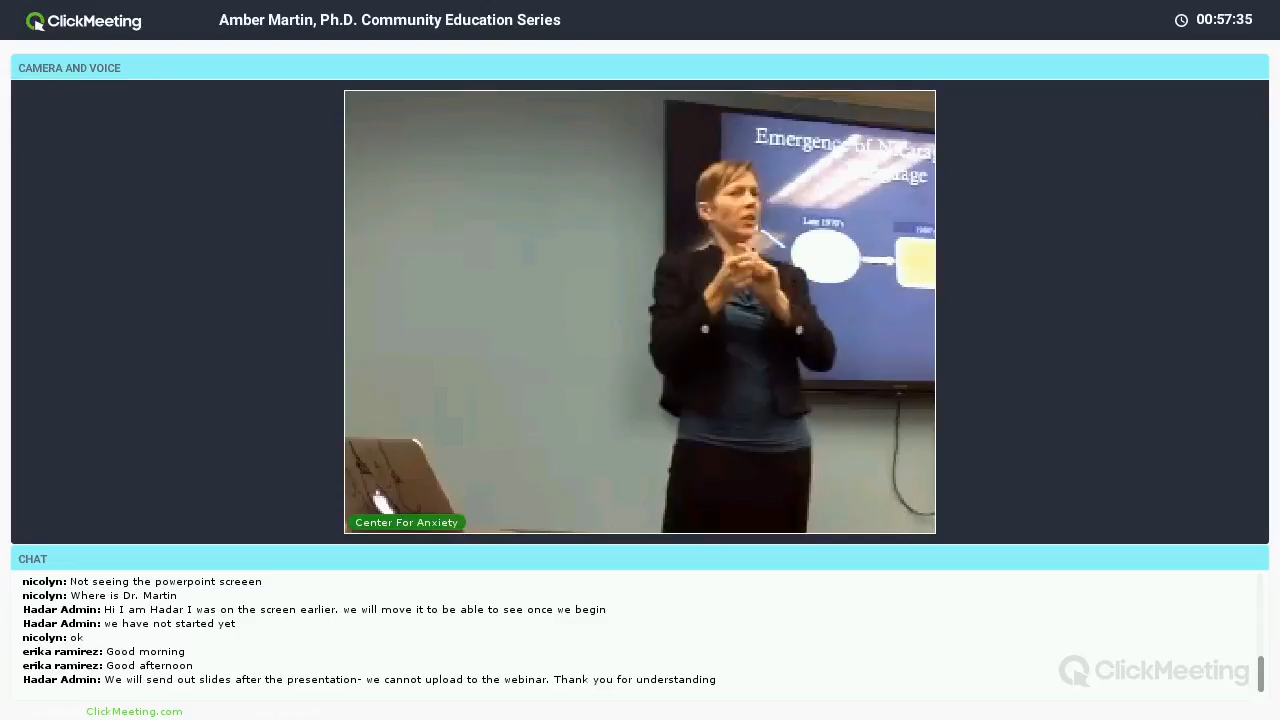 ClickMeeting
Amber Martin, Ph.D. Community Education Series
00:57:35
CAMERA AND VOICE
Emergence of
Late 1970's
1980's
Center For Anxiety
CHAT
nicolyn: Not seeing the powerpoint screeen
nicolyn: Where is Dr. Martin
Hadar Admin: Hi I am Hadar I was on the screen earlier. we will move it to be able to see once we begin
Hadar Admin: we have not started yet
nicolyn: ok
erika ramirez: Good morning
erika ramirez: Good afternoon
Hadar Admin: We will send out slides after the presentation- we cannot upload to the webinar. Thank you for understanding
ClickMeeting
ClickMeeting.com